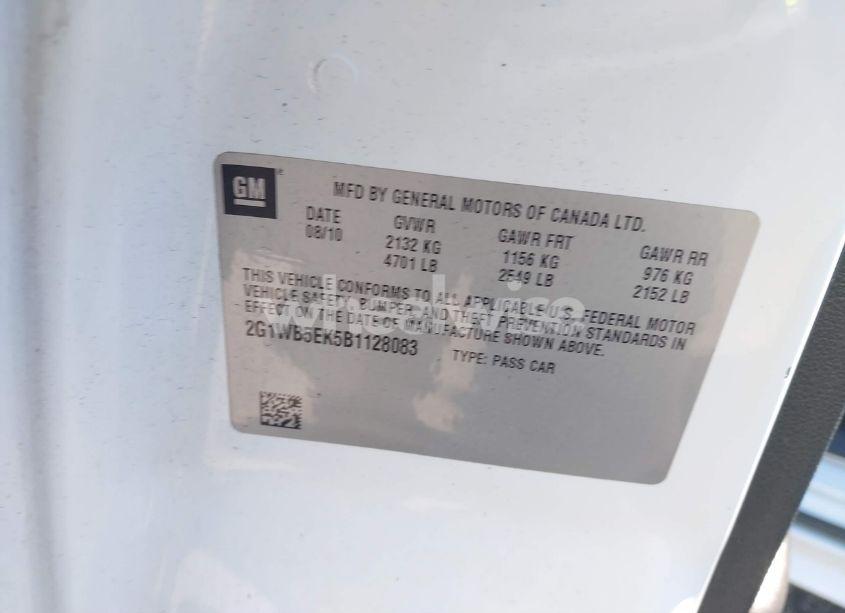 GM
MFD BY GENERAL MOTORS OF CANADA LTD.
DATE GVWR GAWR FRT GAWR RR
08/10 2132 KG 1156 KG 976 KG
4701 LB 2549 LB 2152 LB
THIS VEHICLE CONFORMS TO ALL APPLICABLE U.S. FEDERAL MOTOR
VEHICLE SAFETY, BUMPER, AND THEFT PREVENTION STANDARDS IN
EFFECT ON THE DATE OF MANUFACTURE SHOWN ABOVE.
2G1WB5EK5B1128083 TYPE: PASS CAR